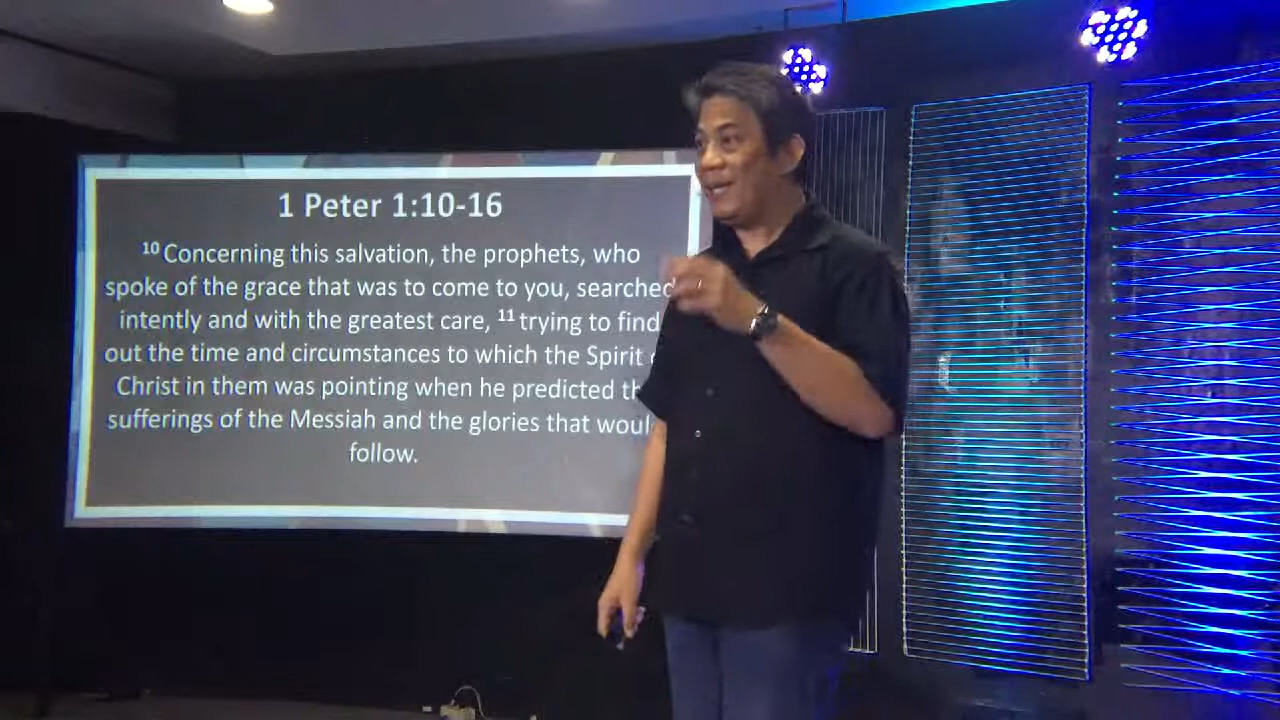 1 Peter 1:10-16
10 Concerning this salvation, the prophets, who
spoke of the grace that was to come to you, searched
intently and with the greatest care, 11 trying to find
out the time and circumstances to which the Spirit
Christ in them was pointing when he predicted
sufferings of the Messiah and the glories that
follow.